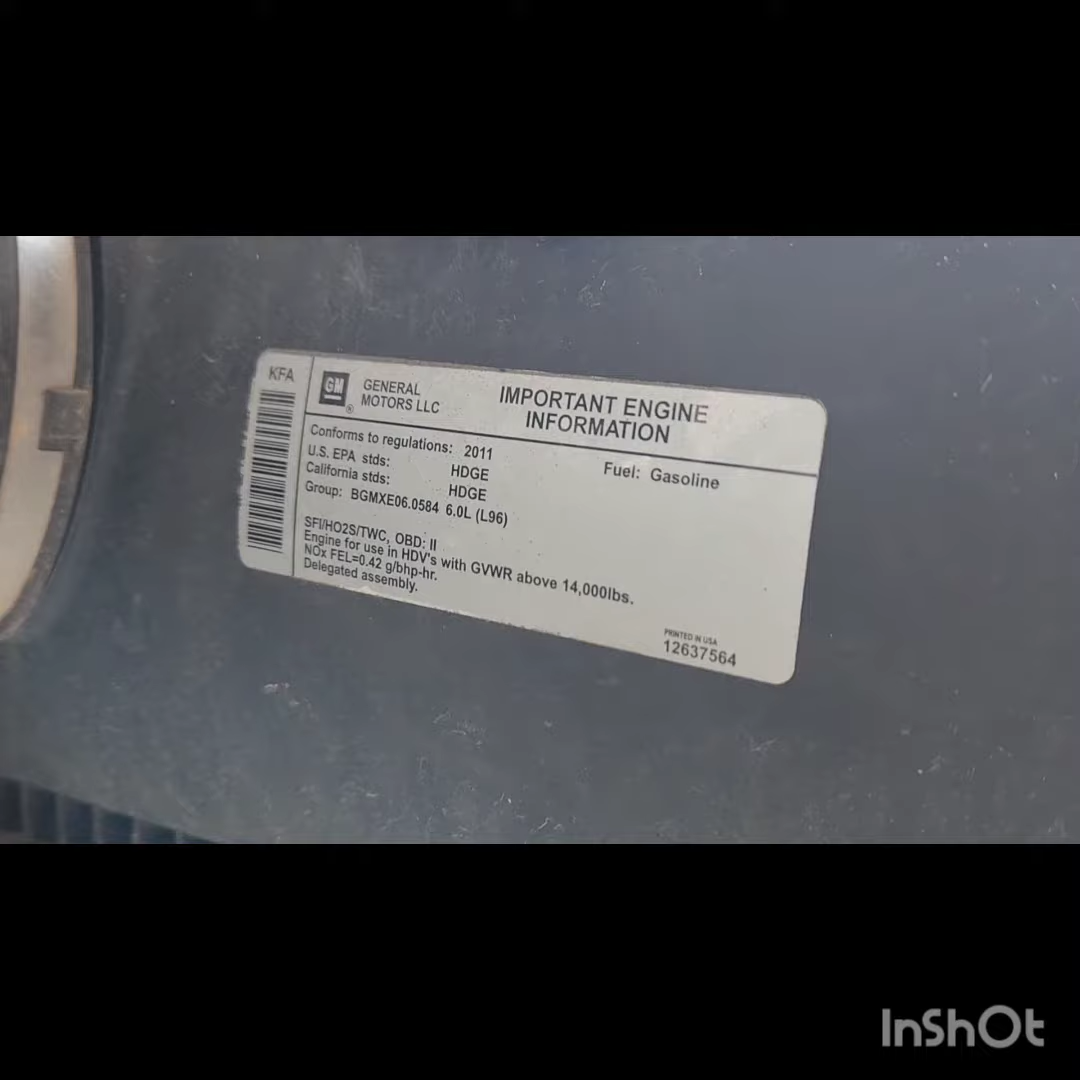 KFA
GM
®
GENERAL
MOTORS LLC
IMPORTANT ENGINE
INFORMATION
Conforms to regulations: 2011
Fuel: Gasoline
U.S. EPA stds: HDGE
California stds: HDGE
Group: BGMXE06.0584 6.0L (L96)
SFI/HO2S/TWC, OBD: II
Engine for use in HDV's with GVWR above 14,000lbs.
NOx FEL=0.42 g/bhp-hr.
Delegated assembly.
PRINTED IN USA
12637564
InShOt